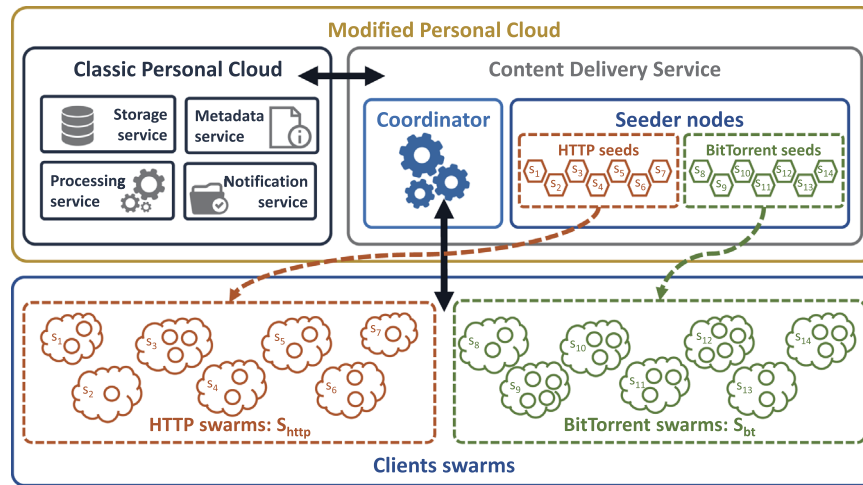 Modified Personal Cloud
Classic Personal Cloud
Storage
service
Metadata
service
Processing
service
Notification
service
Content Delivery Service
Coordinator
Seeder nodes
HTTP seeds
S1 S2 S3 S4 S5 S6 S7
BitTorrent seeds
S8 S9 S10 S11 S12 S13 S14
S1 S2 S3 S4 S5 S6 S7
HTTP swarms: Shttp
S8 S9 S10 S11 S12 S13 S14
BitTorrent swarms: Sbt
Clients swarms